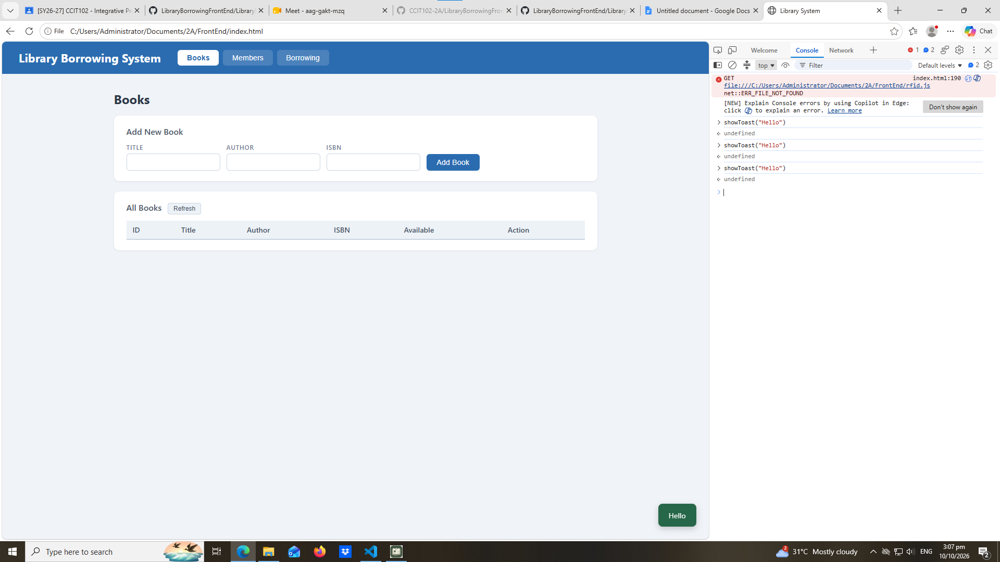 [SY26-27] CCIT102 - Integrative Pr
LibraryBorrowingFrontEnd/Library
Meet - aag-gakt-mzq
CCIT102-2A/LibraryBorrowingFron
LibraryBorrowingFrontEnd/Library
Untitled document - Google Docs
Library System
File
C:/Users/Administrator/Documents/2A/FrontEnd/index.html
Chat
Library Borrowing System
Books
Members
Borrowing
Books
Add New Book
TITLE
AUTHOR
ISBN
Add Book
All Books
Refresh
ID
Title
Author
ISBN
Available
Action
Hello
Welcome
Console
Network
1
2
top
Filter
Default levels
2
GET
index.html:190
file:///C:/Users/Administrator/Documents/2A/FrontEnd/rfid.js
net::ERR_FILE_NOT_FOUND
[NEW] Explain Console errors by using Copilot in Edge:
click to explain an error. Learn more
Don't show again
showToast("Hello")
undefined
showToast("Hello")
undefined
showToast("Hello")
undefined
Type here to search
2
31°C Mostly cloudy
ENG
3:07 pm
10/10/2026
2